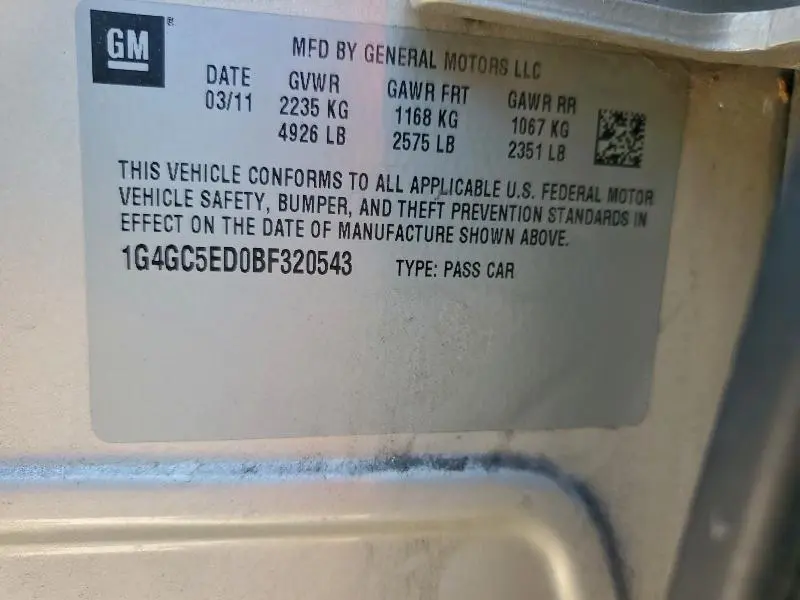 GM
MFD BY GENERAL MOTORS LLC
DATE GVWR GAWR FRT GAWR RR
03/11 2235 KG 1168 KG 1067 KG
4926 LB 2575 LB 2351 LB
THIS VEHICLE CONFORMS TO ALL APPLICABLE U.S. FEDERAL MOTOR
VEHICLE SAFETY, BUMPER, AND THEFT PREVENTION STANDARDS IN
EFFECT ON THE DATE OF MANUFACTURE SHOWN ABOVE.
1G4GC5ED0BF320543 TYPE: PASS CAR